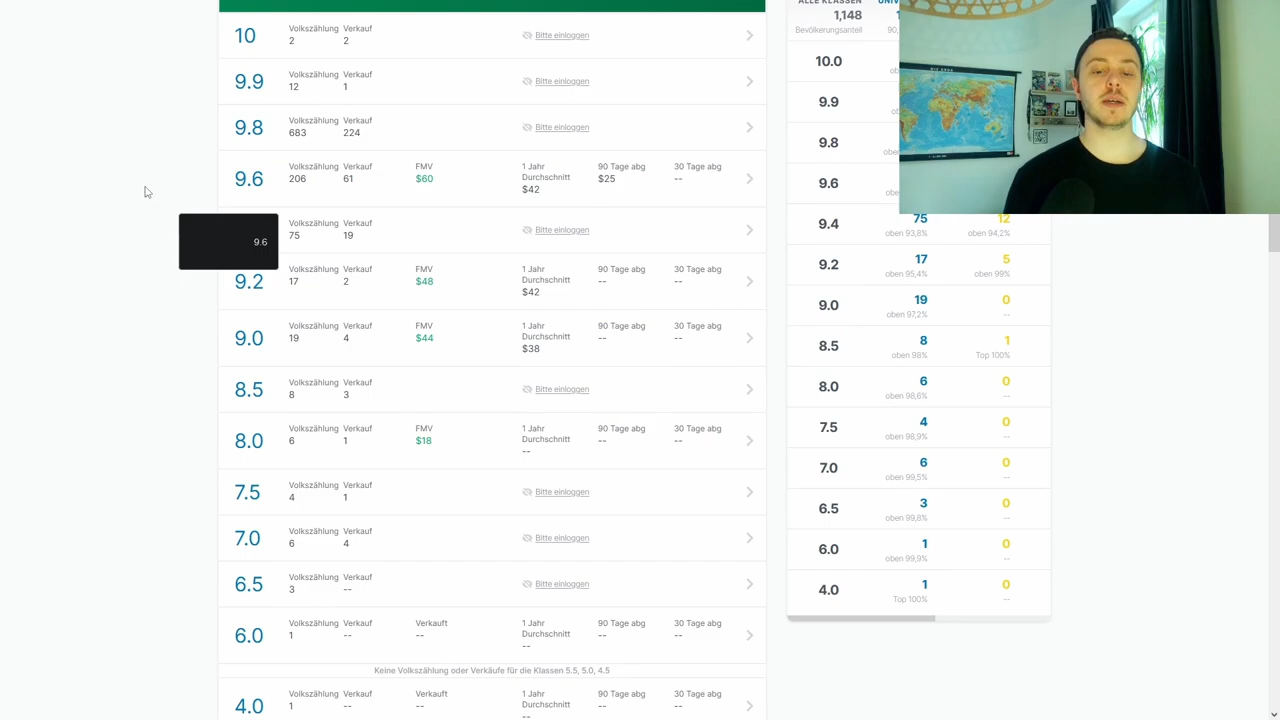 10
Volkszählung Verkauf
2 2
Bitte einloggen
9.9
Volkszählung Verkauf
12 1
Bitte einloggen
9.8
Volkszählung Verkauf
683 224
Bitte einloggen
9.6
Volkszählung Verkauf FMV 1 Jahr Durchschnitt 90 Tage abg 30 Tage abg
206 61 $60 $42 $25 --
9.6
Volkszählung Verkauf
75 19
Bitte einloggen
9.2
Volkszählung Verkauf FMV 1 Jahr Durchschnitt 90 Tage abg 30 Tage abg
17 2 $48 $42 -- --
9.0
Volkszählung Verkauf FMV 1 Jahr Durchschnitt 90 Tage abg 30 Tage abg
19 4 $44 $38 -- --
8.5
Volkszählung Verkauf
8 3
Bitte einloggen
8.0
Volkszählung Verkauf FMV 1 Jahr Durchschnitt 90 Tage abg 30 Tage abg
6 1 $18 -- -- --
7.5
Volkszählung Verkauf
4 1
Bitte einloggen
7.0
Volkszählung Verkauf
6 4
Bitte einloggen
6.5
Volkszählung Verkauf
3 --
Bitte einloggen
6.0
Volkszählung Verkauf Verkauft 1 Jahr Durchschnitt 90 Tage abg 30 Tage abg
1 -- -- -- -- --
Keine Volkszählung oder Verkäufe für die Klassen 5.5, 5.0, 4.5
4.0
Volkszählung Verkauf Verkauft 1 Jahr Durchschnitt 90 Tage abg 30 Tage abg
1 -- -- -- -- --
ALLE KLASSEN
1,148
Bevölkerungsanteil
10.0
9.9
9.8
9.6
9.4 75 12
oben 93,8% oben 94,2%
9.2 17 5
oben 95,4% oben 99%
9.0 19 0
oben 97,2% --
8.5 8 1
oben 98% Top 100%
8.0 6 0
oben 98,6% --
7.5 4 0
oben 98,9% --
7.0 6 0
oben 99,5% --
6.5 3 0
oben 99,8% --
6.0 1 0
oben 99,9% --
4.0 1 0
Top 100% --